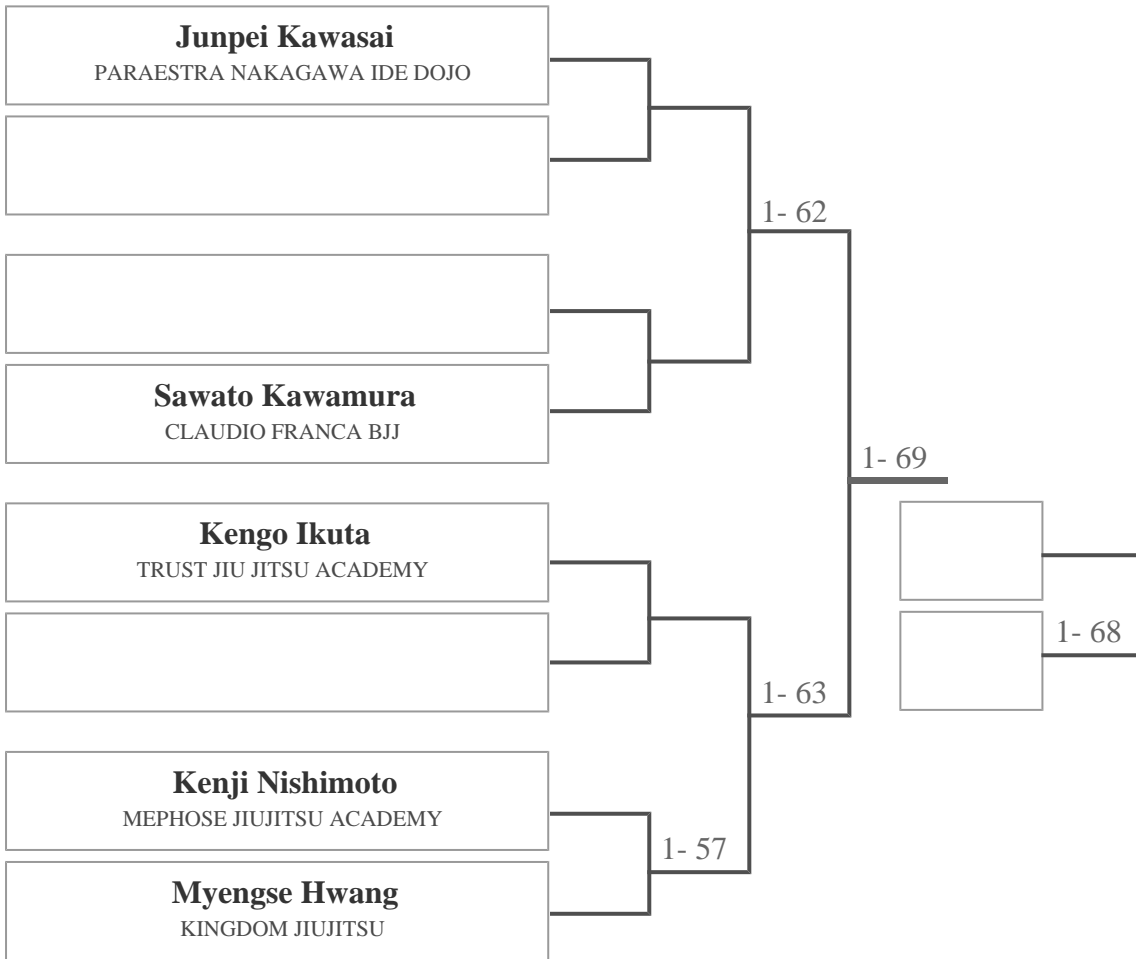 Junpei Kawasai
PARAESTRA NAKAGAWA IDE DOJO
1- 62
Sawato Kawamura
CLAUDIO FRANCA BJJ
1- 69
Kengo Ikuta
TRUST JIU JITSU ACADEMY
1- 68
1- 63
Kenji Nishimoto
MEPHOSE JIUJITSU ACADEMY
1- 57
Myengse Hwang
KINGDOM JIUJITSU